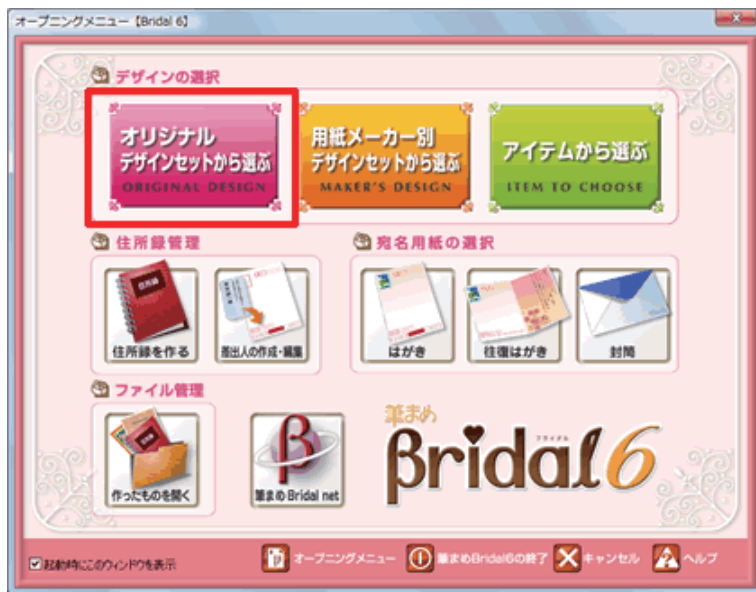 オープニングメニュー【Bridal 6】
デザインの選択
オリジナル
デザインセットから選ぶ
ORIGINAL DESIGN
用紙メーカー別
デザインセットから選ぶ
MAKER'S DESIGN
アイテムから選ぶ
ITEM TO CHOOSE
住所録管理
宛名用紙の選択
住所録
住所録を作る
差出人の作成・編集
はがき
往復はがき
封筒
ファイル管理
作ったものを開く
β
筆まめ Bridal net
筆まめ
ブライダル
Bridal 6
起動時にこのウィンドウを表示
オープニングメニュー
筆まめBridal6の終了
キャンセル
ヘルプ